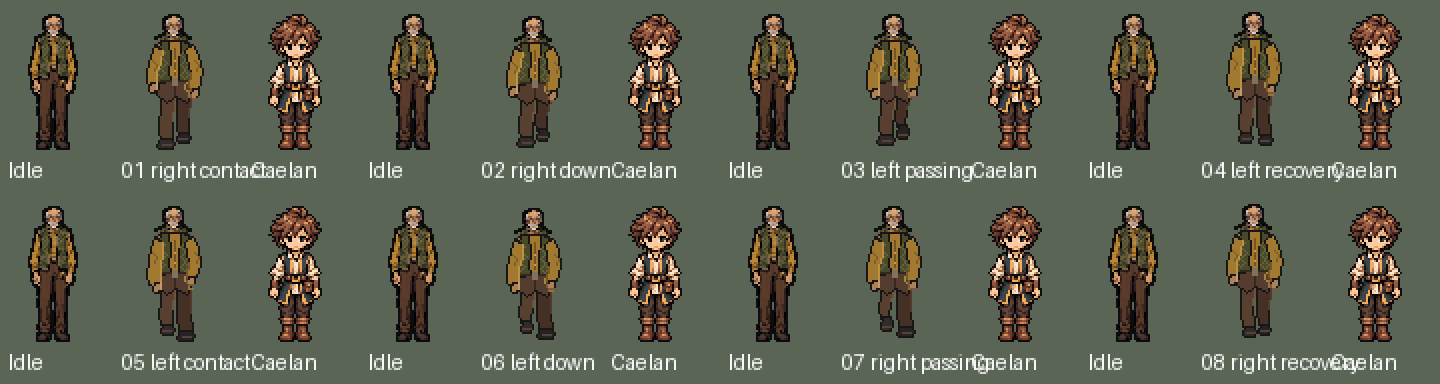 Idle 01 right contact Caelan Idle 02 right down Caelan Idle 03 left passing Caelan Idle 04 left recovery Caelan
Idle 05 left contact Caelan Idle 06 left down Caelan Idle 07 right passing Caelan Idle 08 right recovery Caelan